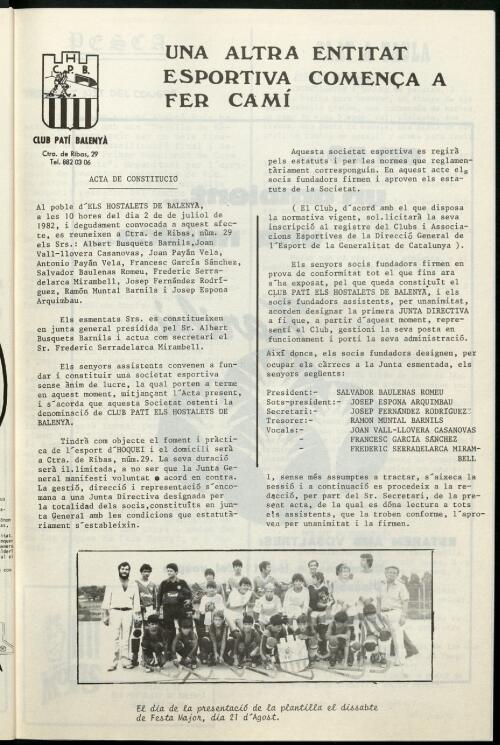 UNA ALTRA ENTITAT
ESPORTIVA COMENÇA A
FER CAMÍ
C. P. B.
CLUB PATÍ BALENYÀ
Ctra. de Ribas, 29
Tel. 882 03 06
ACTA DE CONSTITUCIO
Al poble d´ELS HOSTALETS DE BALENYÀ,
a les 10 hores del dia 2 de de juliol de
1982, i degudament convocada a aquest afec-
te, es reuneixen a Ctra. de Ribas, núm. 29
els Srs.: Albert Busquets Barnils,Joan
Vall-llovera Casanovas, Joan Payán Vela,
Antonio Payán Vela, Francesc García Sánchez,
Salvador Baulenas Romeu, Frederic Serra-
delarca Mirambell, Josep Fernández Rodrí-
guez, Ramón Muntal Barnils i Josep Espona
Arquimbau.
Els esmentats Srs. es constitueixen
en junta general presidida pel Sr. Albert
Busquets Barnils i actua com secretari el
Sr. Frederic Serradelarca Mirambell.
Els senyors assistents convenen a fun-
dar i constituir una societat esportiva
sense ànim de lucre, la qual porten a terme
en aquest moment, mitjançant l´Acta present,
i s´acorda que aquesta Societat ostenti la
denominació de CLUB PATÍ ELS HOSTALETS DE
BALENYÀ.
Tindrà com objecte el foment i pràcti-
ca de l´esport d´HOQUEI i el domicili serà
a Ctra. de Ribas, núm.29. La seva duració
serà il.limitada, a no ser que la Junta Ge-
neral manifesti voluntat o acord en contra.
La gestió, direcció i representació s´enco-
mana a una Junta Directiva designada per
la totalidad dels socis,constituïts en jun-
ta General amb les condicions que estatutà-
riament s´estableixin.
Aquesta societat esportiva es regirà
pels estatuts i per les normes que reglamen-
tàriament corresponguin. En aquest acte els
socis fundadors firmen i aproven els esta-
tuts de la Societat.
( El Club, d´acord amb el que disposa
la normativa vigent, sol.licitarà la seva
inscripció al registre del Clubs i Associa-
cions Esportives de la Direcció General de
l´Esport de la Generalitat de Catalunya ).
Els senyors socis fundadors firmen en
prova de conformitat tot el que fins ara
s´ha exposat, pel que queda constituït el
CLUB PATÍ ELS HOSTALETS DE BALENYÀ, i els
socis fundadors assistents, per unanimitat,
acorden designar la primera JUNTA DIRECTIVA
a fi que, a partir d´aquest moment, repre-
senti el Club, gestioni la seva posta en
funcionament i porti la seva administració.
Així doncs, els socis fundadors designen, per
ocupar els càrrecs a la Junta esmentada, els
senyors següents:
President:- SALVADOR BAULENAS ROMEU
Sots-president:- JOSEP ESPONA ARQUIMBAU
Secretari:- JOSEP FERNÁNDEZ RODRÍGUEZ
Tresorer:- RAMON MUNTAL BARNILS
Vocals:- JOAN VALL-LLOVERA CASANOVAS
- FRANCESC GARCIA SÁNCHEZ
- FREDERIC SERRADELARCA MIRAM-
BELL
I, sense més assumptes a tractar, s´aixeca la
sessió i a continuació es procedeix a la re-
dacció, per part del Sr. Secretari, de la pre-
sent acta, de la qual es dóna lectura a tots
els assistents, que la troben conforme, l´apro-
ven per unanimitat i la firmen.
El dia de la presentació de la plantilla el dissabte
de Festa Major, dia 21 d´Agost.